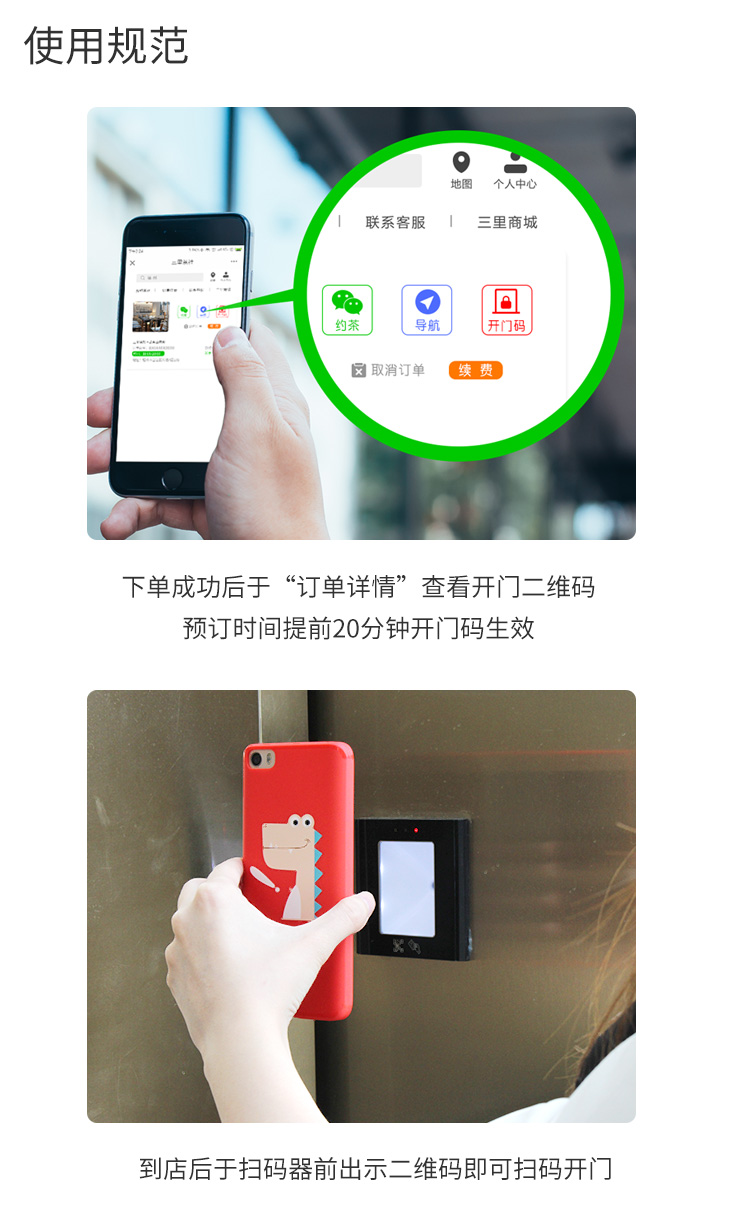 使用规范
地图
个人中心
联系客服
三里商城
约茶
导航
开门码
取消订单
续 费
下单成功后于“订单详情”查看开门二维码
预订时间提前20分钟开门码生效
到店后于扫码器前出示二维码即可扫码开门